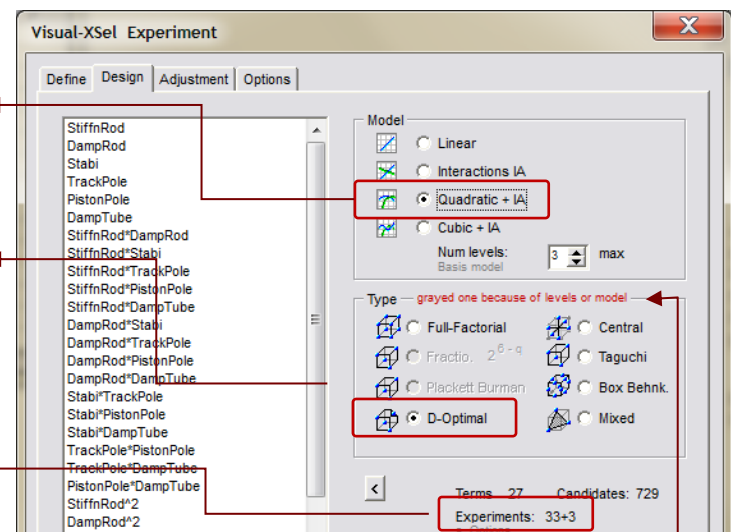 Visual-XSel Experiment
X
Define Design Adjustment Options
StiffnRod
DampRod
Stabi
TrackPole
PistonPole
DampTube
StiffnRod*DampRod
StiffnRod*Stabi
StiffnRod*TrackPole
StiffnRod*PistonPole
StiffnRod*DampTube
DampRod*Stabi
DampRod*TrackPole
DampRod*PistonPole
DampRod*DampTube
Stabi*TrackPole
Stabi*PistonPole
Stabi*DampTube
TrackPole*PistonPole
TrackPole*DampTube
PistonPole*DampTube
StiffnRod^2
DampRod^2
Model
Linear
Interactions IA
Quadratic + IA
Cubic + IA
Num levels: 3 max
Basis model
Type grayed one because of levels or model
Full-Factorial Central
Fractio. 2^6-q Taguchi
Plackett Burman Box Behnk.
D-Optimal Mixed
< Terms 27 Candidates: 729
Experiments: 33+3